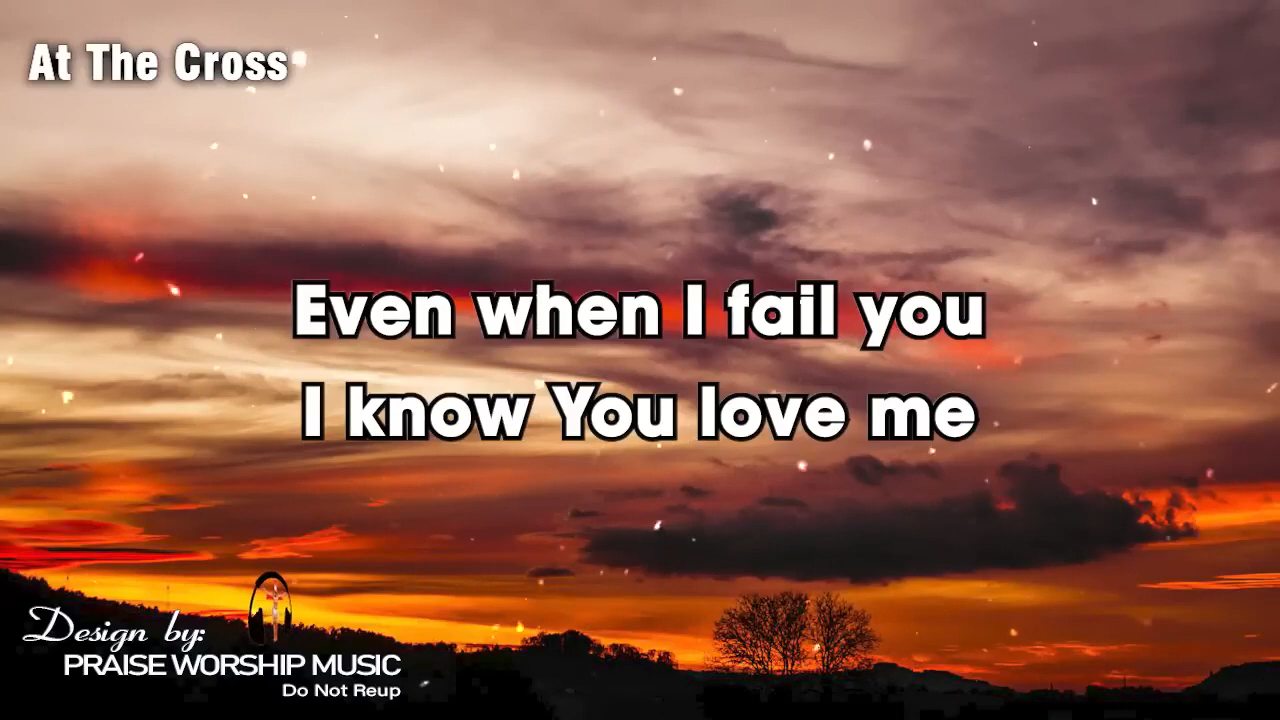 At The Cross
Even when I fail you
I know You love me
Design by:
PRAISE WORSHIP MUSIC
Do Not Reup